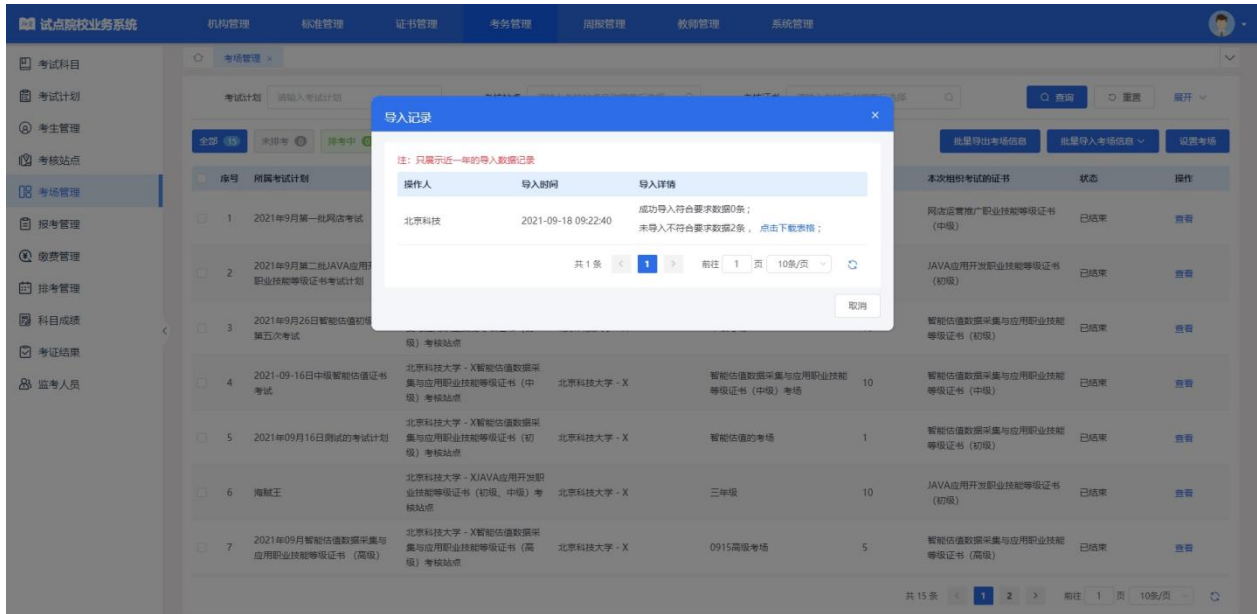 试点院校业务系统
机构管理 标准管理 证书管理 考务管理 周报管理 教师管理 系统管理
考试科目
考试计划
考生管理
考核站点
考场管理
报考管理
缴费管理
排考管理
科目成绩
考证结果
监考人员
考场管理 ×
考试计划 请输入考试计划
查询 重置 展开
全部 15 未排考 0 排考中
批量导出考场信息 批量导入考场信息 设置考场
导入记录 ×
注：只展示近一年的导入数据记录
操作人 导入时间 导入详情
北京科技 2021-09-18 09:22:40
成功导入符合要求数据0条；
未导入不符合要求数据2条， 点击下载表格；
共 1 条 < 1 > 前往 1 页 10条/页
取消
序号 所属考试计划 本次组织考试的证书 状态 操作
1 2021年9月第一批网店考试 网店运营推广职业技能等级证书
（中级） 已结束 查看
2 2021年9月第二批JAVA应用开
职业技能等级证书考试计划 JAVA应用开发职业技能等级证书
（初级） 已结束 查看
3 2021年9月26日智能估值初级
第五次考试
级）考核站点
智能估值数据采集与应用职业技能
等级证书（初级） 已结束 查看
4 2021-09-16日中级智能估值证书
考试
北京科技大学 - X智能估值数据采
集与应用职业技能等级证书（中
级）考核站点
北京科技大学 - X
智能估值数据采集与应用职业技能
等级证书（中级）考场
10
智能估值数据采集与应用职业技能
等级证书（中级）
已结束 查看
5 2021年09月16日测试的考试计划
北京科技大学 - X智能估值数据采
集与应用职业技能等级证书（初
级）考核站点
北京科技大学 - X
智能估值的考场
1
智能估值数据采集与应用职业技能
等级证书（初级）
已结束 查看
6 海贼王
北京科技大学 - XJAVA应用开发职
业技能等级证书（初级、中级）考
核站点
北京科技大学 - X
三年级
10
JAVA应用开发职业技能等级证书
（初级）
已结束 查看
7 2021年09月智能估值数据采集与
应用职业技能等级证书 （高级）
北京科技大学 - X智能估值数据采
集与应用职业技能等级证书（高
级）考核站点
北京科技大学 - X
0915高级考场
5
智能估值数据采集与应用职业技能
等级证书（高级）
已结束 查看
共 15 条 < 1 2 > 前往 1 页 10条/页